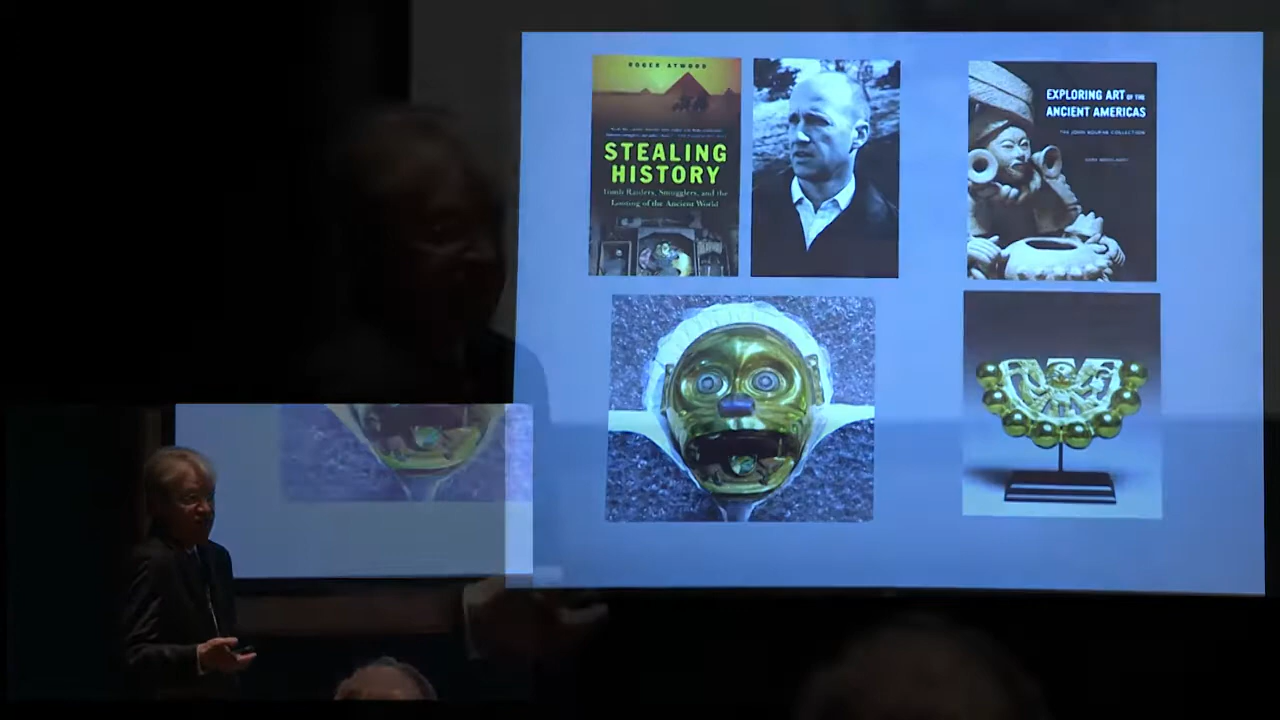 ROGER ATWOOD
STEALING
HISTORY
Tomb Raiders, Smugglers, and the
Looting of the Ancient World
EXPLORING ART OF THE
ANCIENT AMERICAS
THE JOHN BOURNE COLLECTION